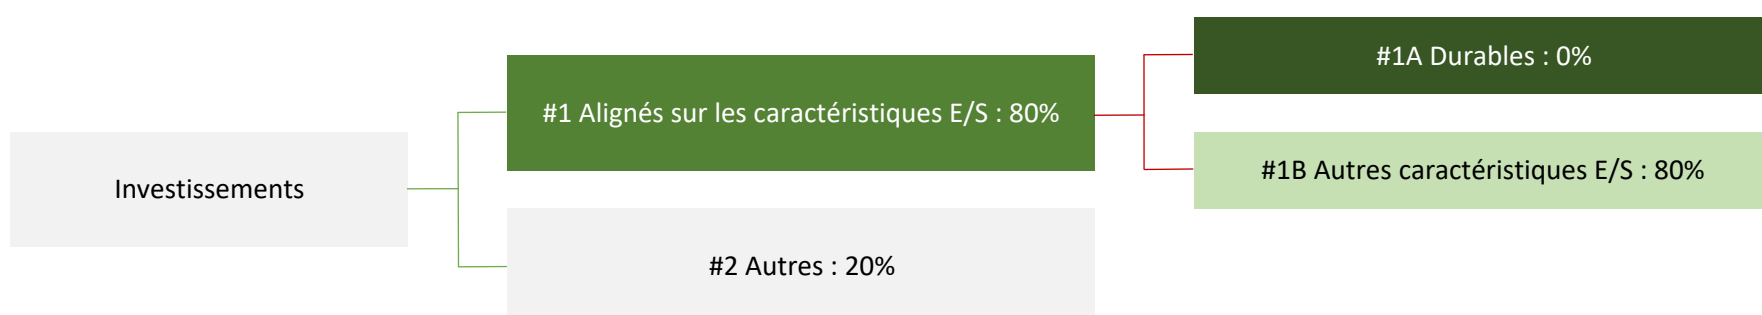 Investissements
#1 Alignés sur les caractéristiques E/S : 80%
#2 Autres : 20%
#1A Durables : 0%
#1B Autres caractéristiques E/S : 80%